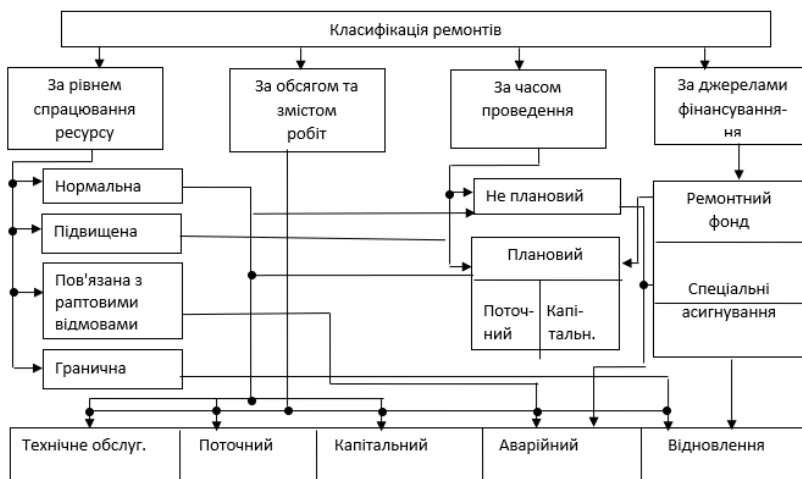 Класифікація ремонтів
За рівнем
спрацювання
ресурсу
За обсягом та
змістом
робіт
За часом
проведення
За джерелами
фінансування-
ня
Нормальна
Підвищена
Пов'язана з
раптовими
відмовами
Гранична
Не плановий
Плановий
Поточ-
ний
Капі-
тальн.
Ремонтний
фонд
Спеціальні
асигнування
Технічне обслуг.
Поточний
Капітальний
Аварійний
Відновлення